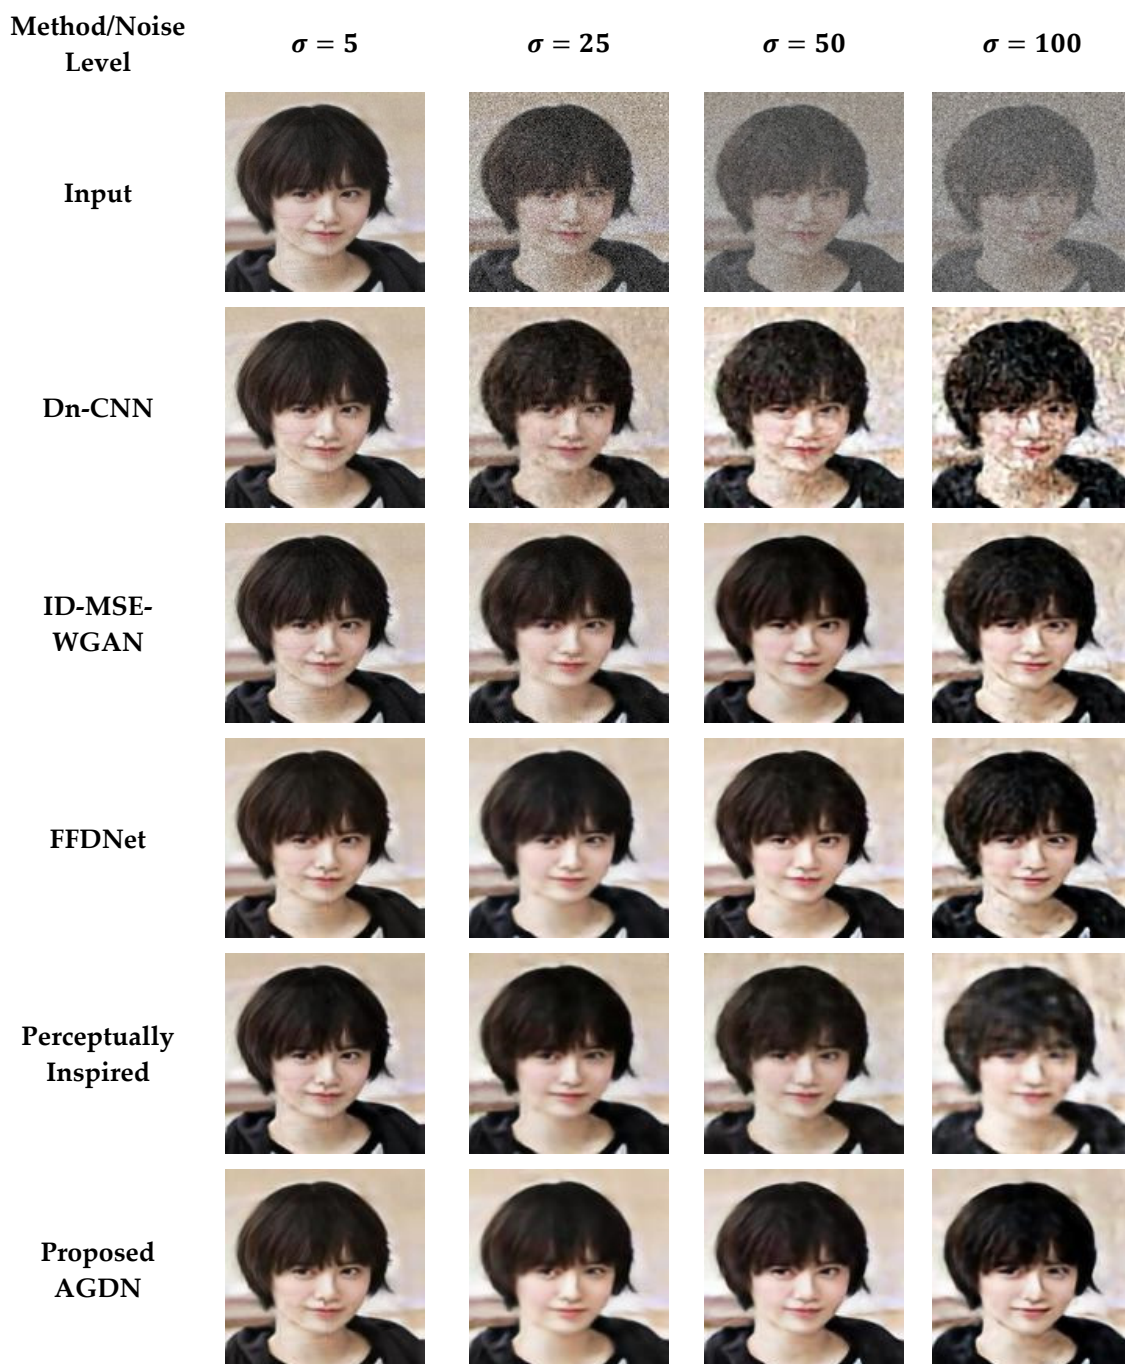 Method/Noise
Level
σ = 5
σ = 25
σ = 50
σ = 100
Input
Dn-CNN
ID-MSE-
WGAN
FFDNet
Perceptually
Inspired
Proposed
AGDN